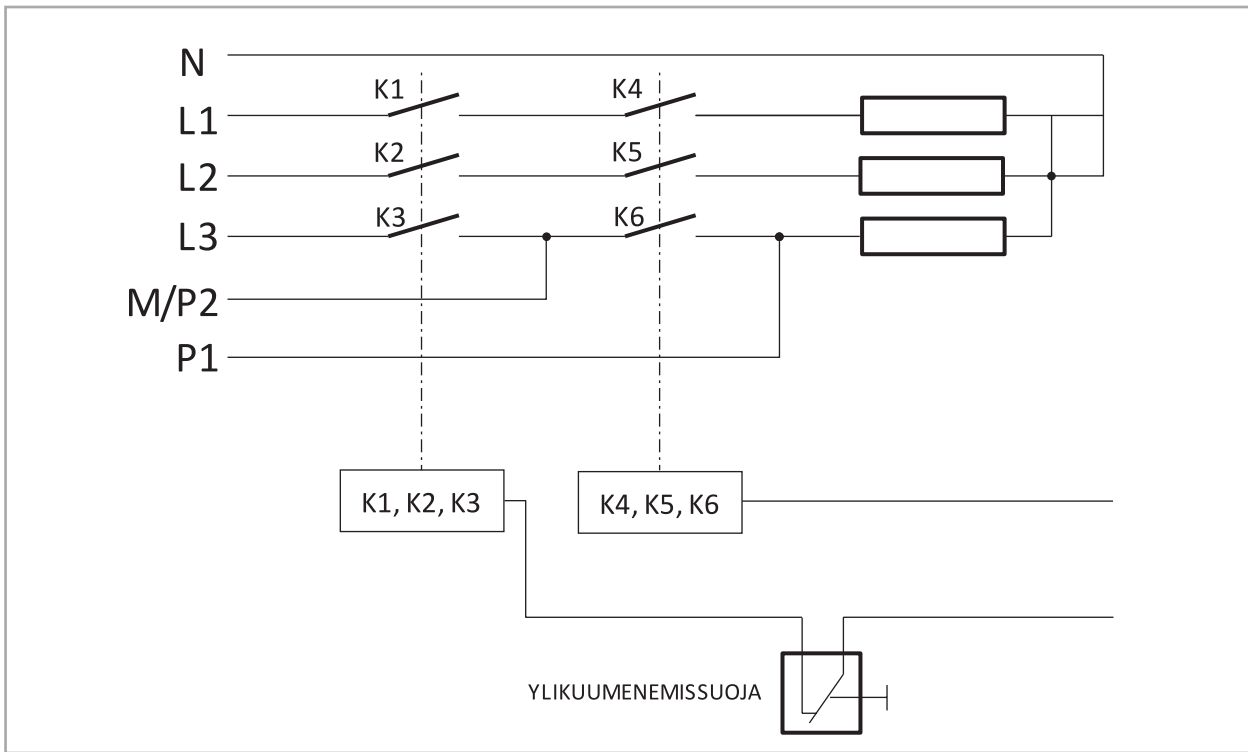 N
K1
K4
L1
K2
K5
L2
K3
K6
L3
M/P2
P1
K1, K2, K3
K4, K5, K6
YLIKUUMENEMISSUOJA